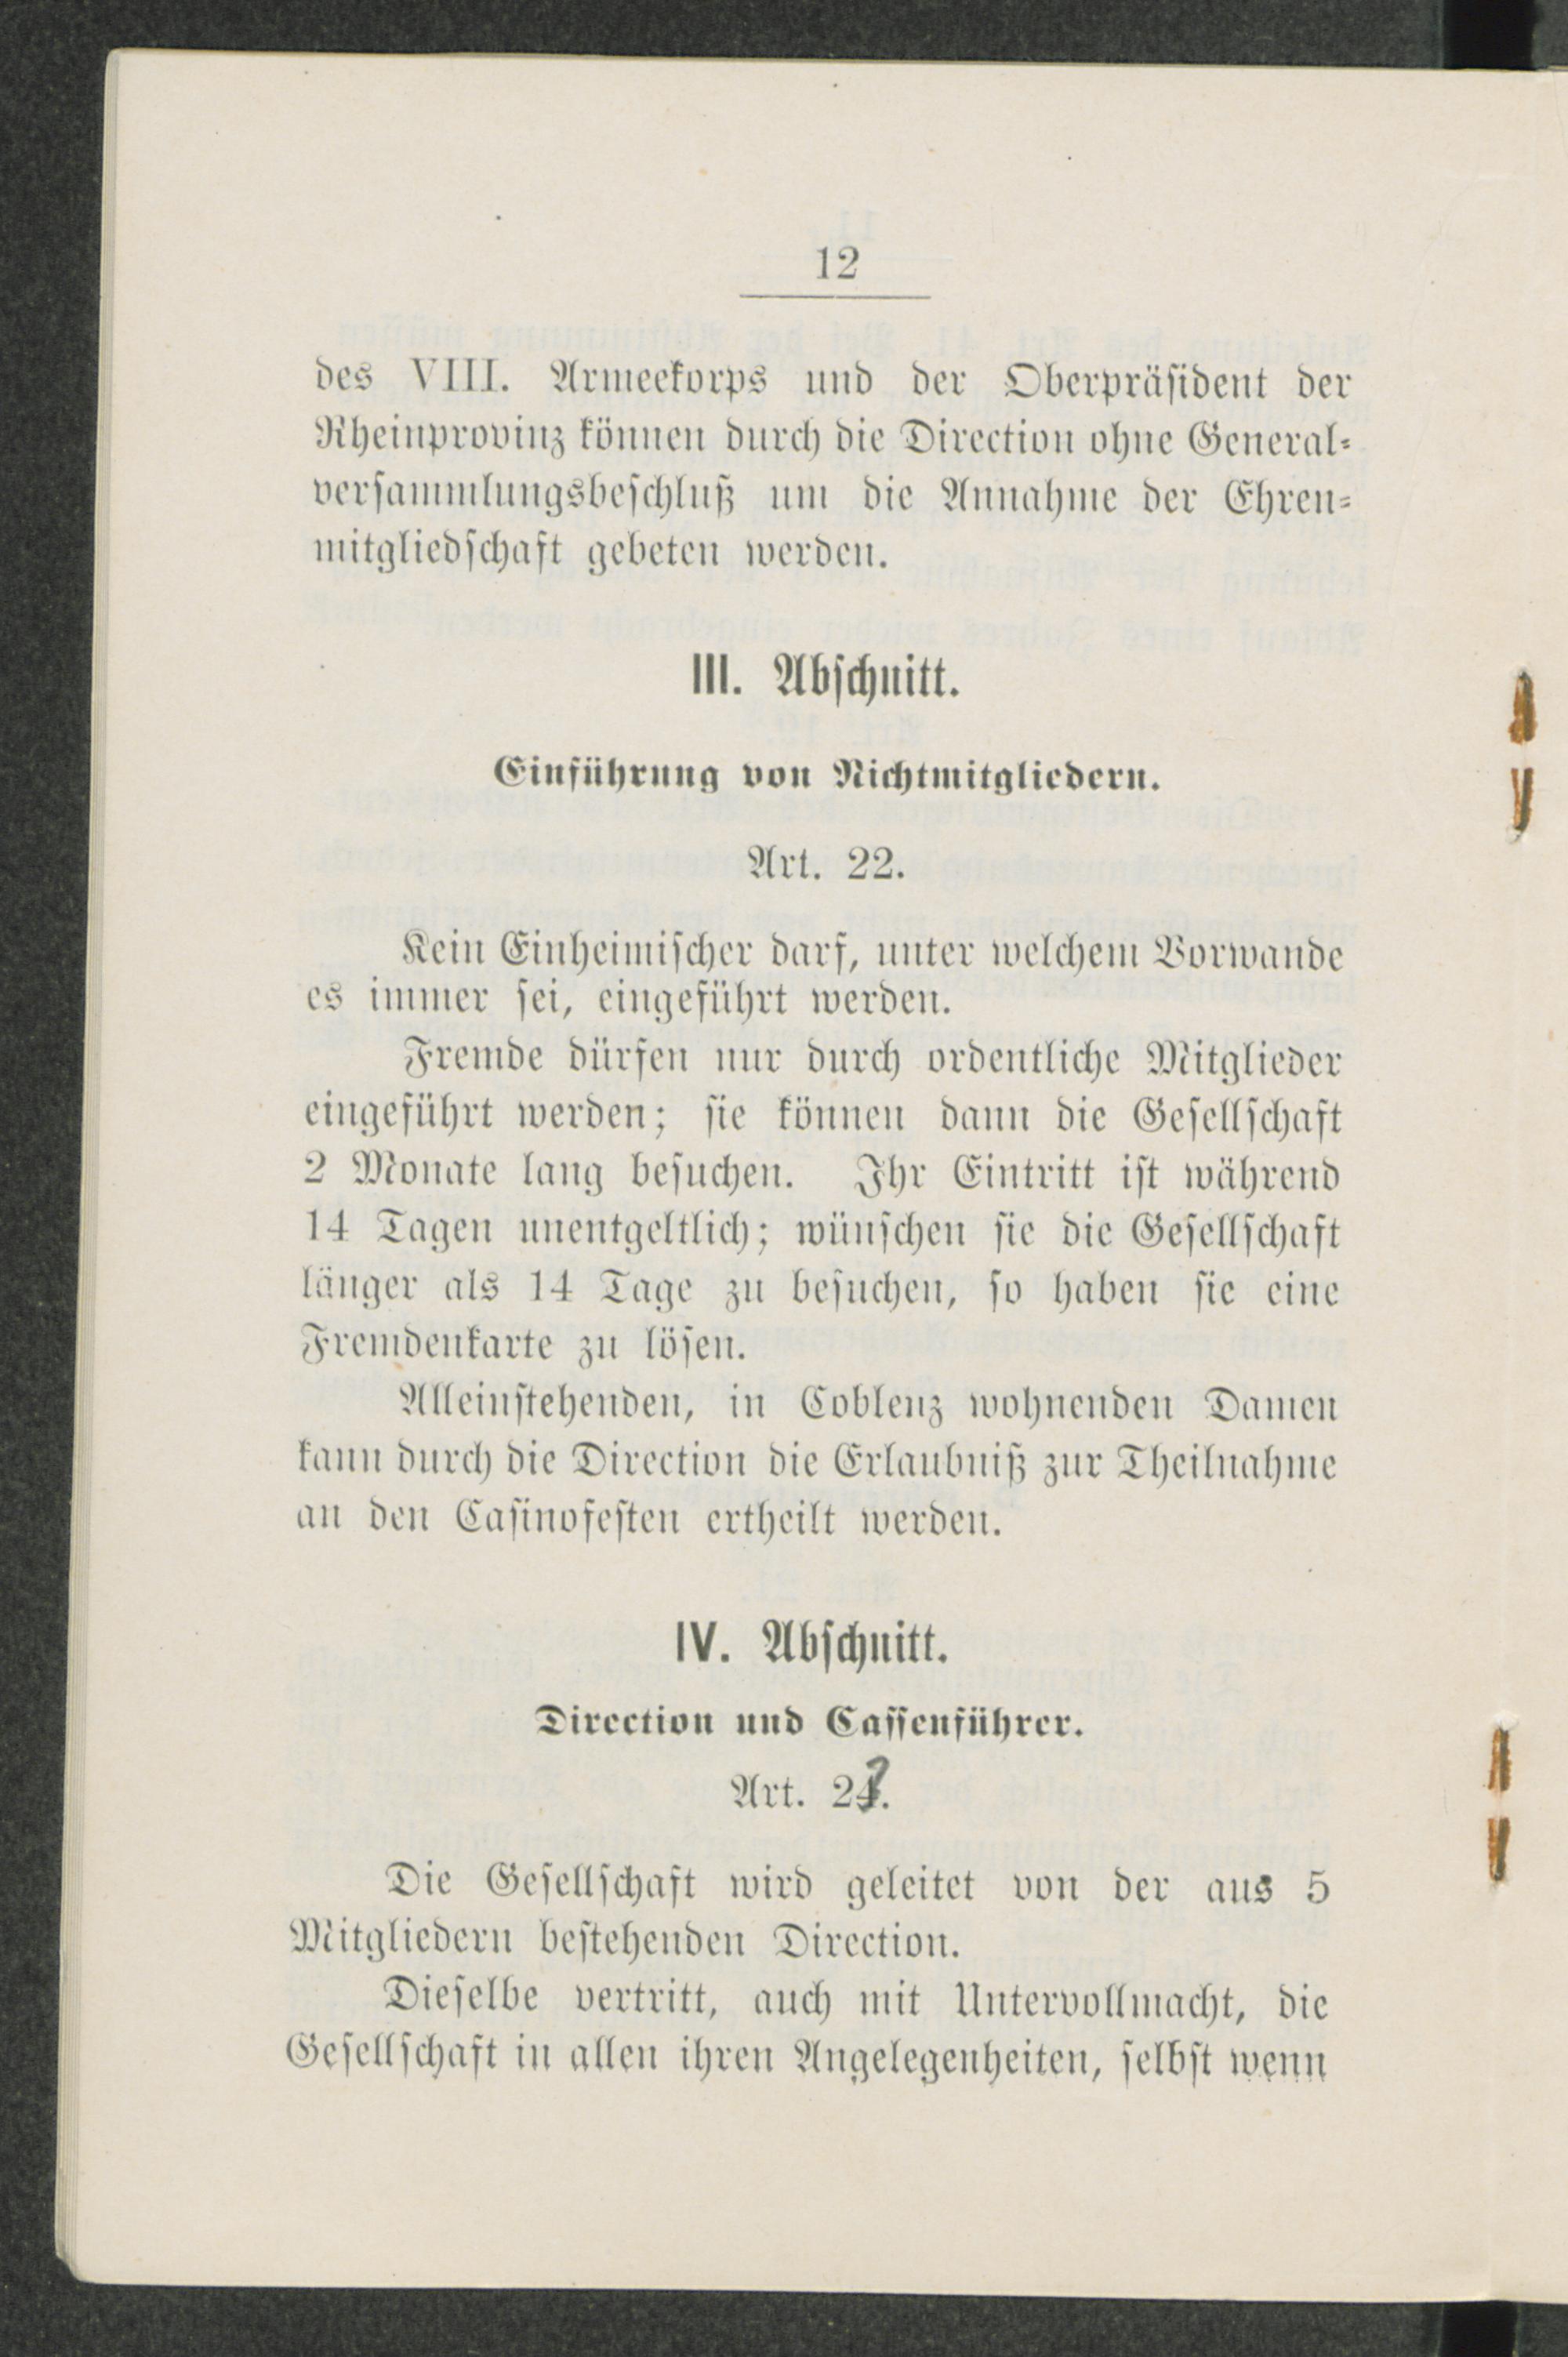 12
des VIII. Armeekorps und der Oberpräsident der
Rheinprovinz können durch die Direction ohne General-
versammlungsbeschluß um die Annahme der Ehren-
mitgliedschaft gebeten werden.
III. Abschnitt.
Einführung von Nichtmitgliedern.
Art. 22.
Kein Einheimischer darf, unter welchem Vorwande
es immer sei, eingeführt werden.
Fremde dürfen nur durch ordentliche Mitglieder
eingeführt werden; sie können dann die Gesellschaft
2 Monate lang besuchen. Ihr Eintritt ist während
14 Tagen unentgeltlich; wünschen sie die Gesellschaft
länger als 14 Tage zu besuchen, so haben sie eine
Fremdenkarte zu lösen.
Alleinstehenden, in Coblenz wohnenden Damen
kann durch die Direction die Erlaubniß zur Theilnahme
an den Casinofesten ertheilt werden.
IV. Abschnitt.
Direction und Cassenführer.
Art. 23.
Die Gesellschaft wird geleitet von der aus 5
Mitgliedern bestehenden Direction.
Dieselbe vertritt, auch mit Untervollmacht, die
Gesellschaft in allen ihren Angelegenheiten, selbst wenn